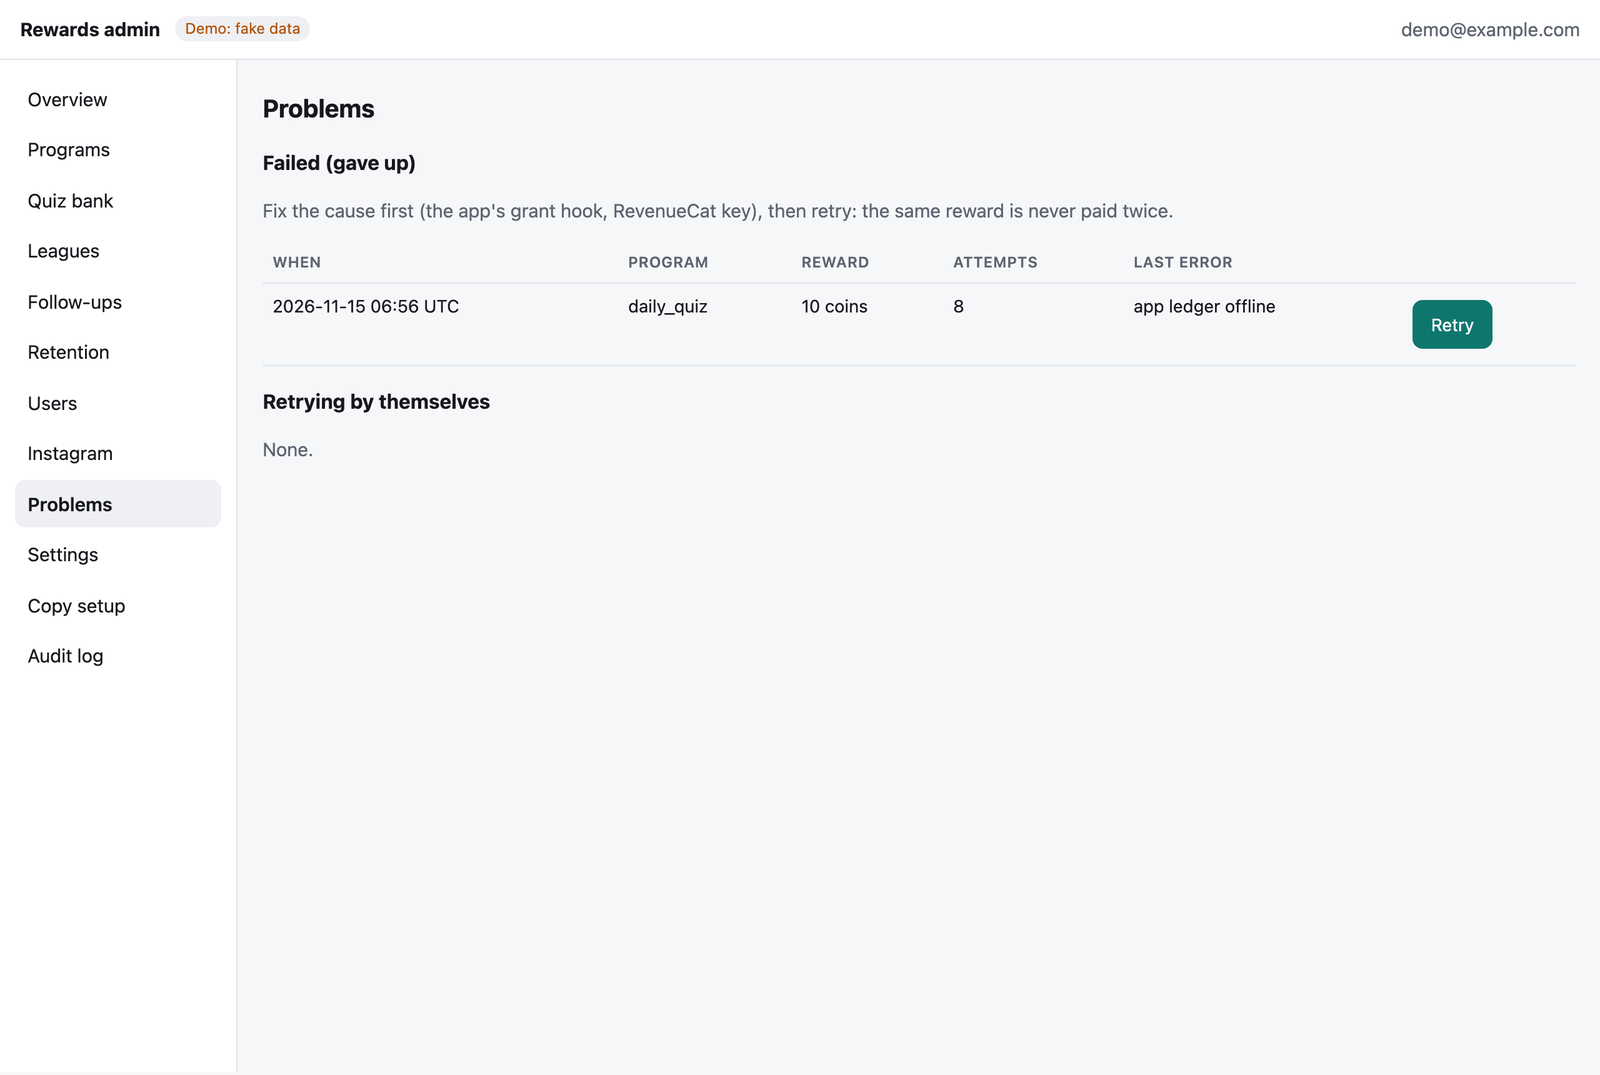 Rewards admin
Demo: fake data
demo@example.com
Overview
Programs
Quiz bank
Leagues
Follow-ups
Retention
Users
Instagram
Problems
Settings
Copy setup
Audit log
Problems
Failed (gave up)
Fix the cause first (the app's grant hook, RevenueCat key), then retry: the same reward is never paid twice.
WHEN PROGRAM REWARD ATTEMPTS LAST ERROR
2026-11-15 06:56 UTC daily_quiz 10 coins 8 app ledger offline Retry
Retrying by themselves
None.